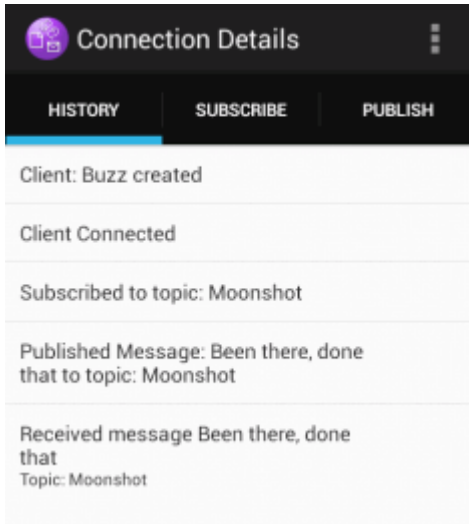 Connection Details
HISTORY SUBSCRIBE PUBLISH
Client: Buzz created
Client Connected
Subscribed to topic: Moonshot
Published Message: Been there, done
that to topic: Moonshot
Received message Been there, done
that
Topic: Moonshot